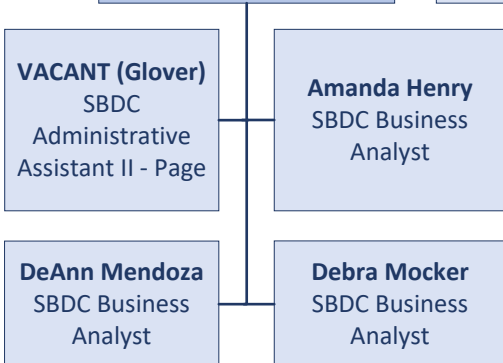 VACANT (Glover)
SBDC
Administrative
Assistant II - Page
Amanda Henry
SBDC Business
Analyst
DeAnn Mendoza
SBDC Business
Analyst
Debra Mocker
SBDC Business
Analyst